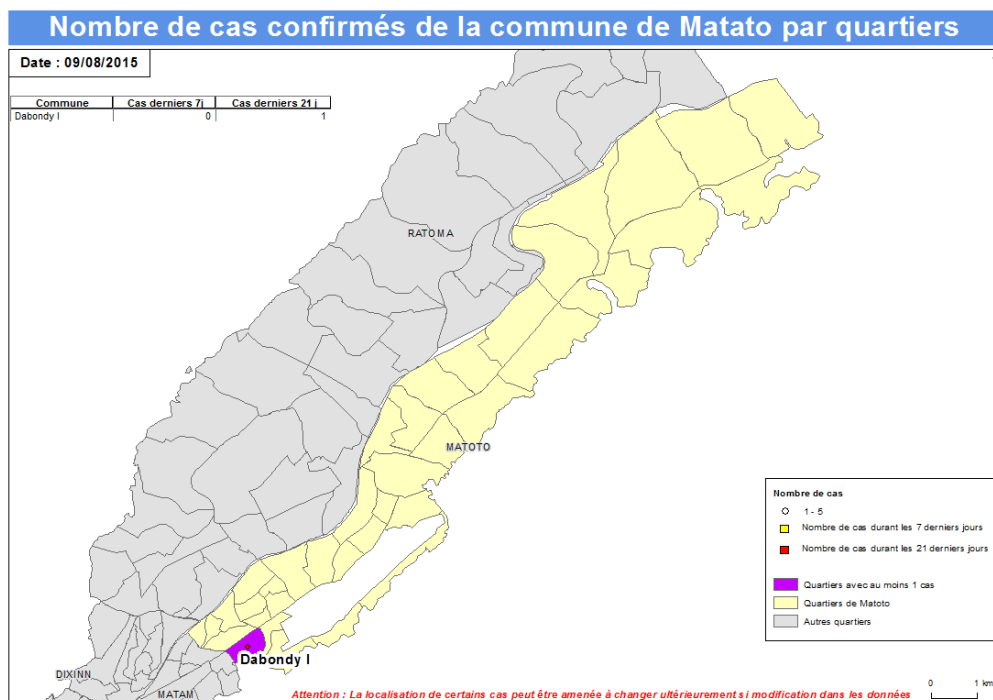 Nombre de cas confirmés de la commune de Matato par quartiers
Date : 09/08/2015
Commune Cas derniers 7j Cas derniers 21 j
Dabondy I 0 1
RATOMA
MATOTO
Nombre de cas
1 - 5
Nombre de cas durant les 7 derniers jours
Nombre de cas durant les 21 derniers jours
Quartiers avec au moins 1 cas
Quartiers de Matoto
Autres quartiers
Dabondy I
DIXINN
MATAM
0 1 km
Attention : La localisation de certains cas peut être amenée à changer ultérieurement si modification dans les données